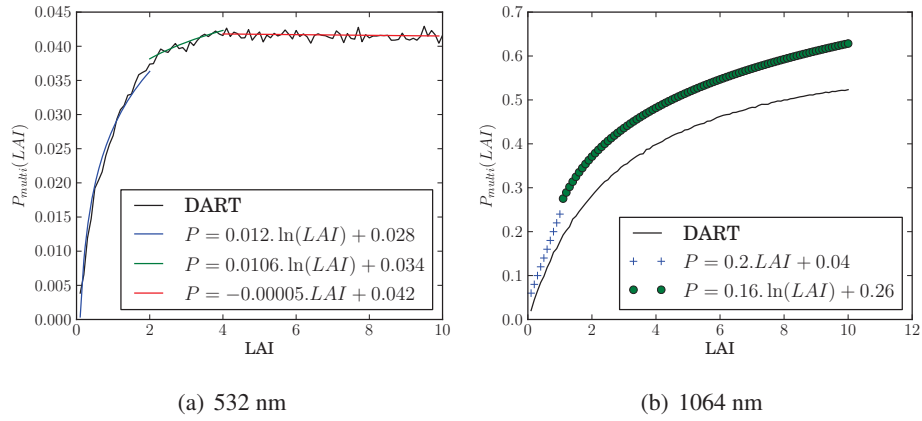 0.045
0.040
0.035
0.030
0.025
0.020
0.015
0.010
0.005
0.000
P_multi(LAI)
0 2 4 6 8 10
LAI
DART
P = 0.012.ln(LAI) + 0.028
P = 0.0106.ln(LAI) + 0.034
P = −0.00005.LAI + 0.042
(a) 532 nm
0.7
0.6
0.5
0.4
0.3
0.2
0.1
0.0
P_multi(LAI)
0 2 4 6 8 10 12
LAI
DART
P = 0.2.LAI + 0.04
P = 0.16.ln(LAI) + 0.26
(b) 1064 nm